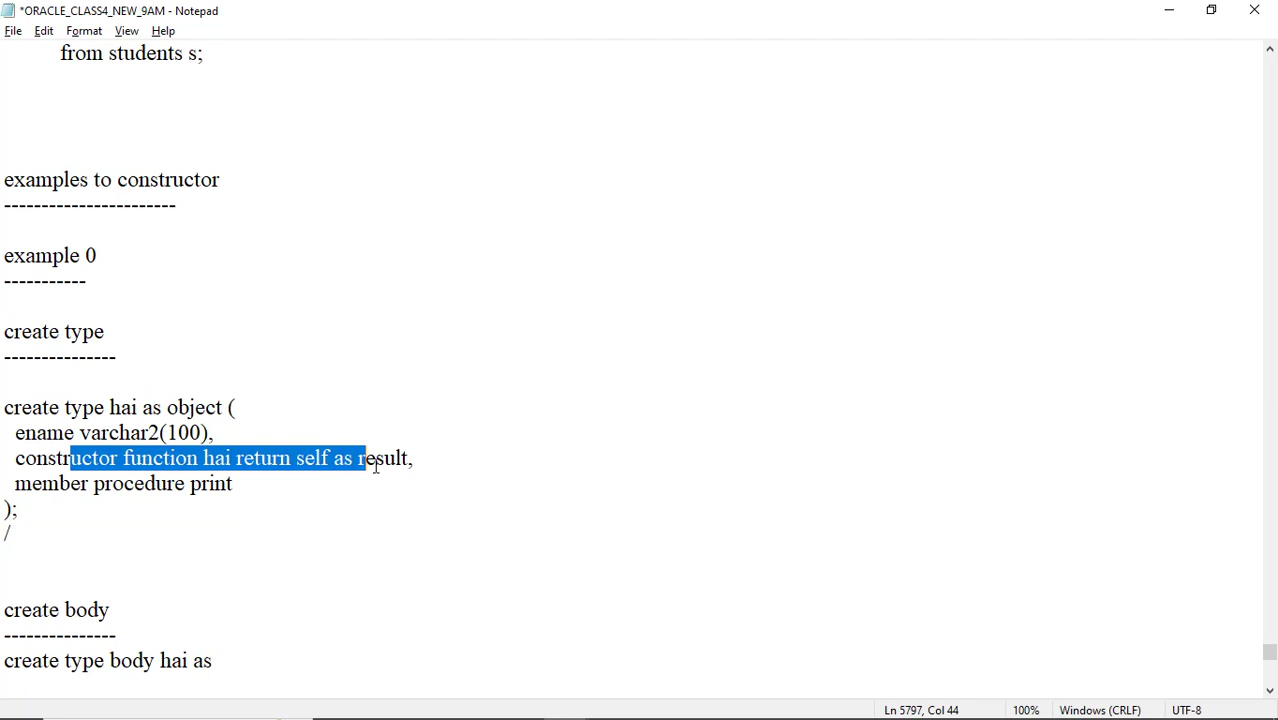 *ORACLE_CLASS4_NEW_9AM - Notepad
File Edit Format View Help
from students s;
examples to constructor
-----------------------
example 0
-----------
create type
---------------
create type hai as object (
ename varchar2(100),
constructor function hai return self as result,
member procedure print
);
/
create body
---------------
create type body hai as
Ln 5797, Col 44 100% Windows (CRLF) UTF-8